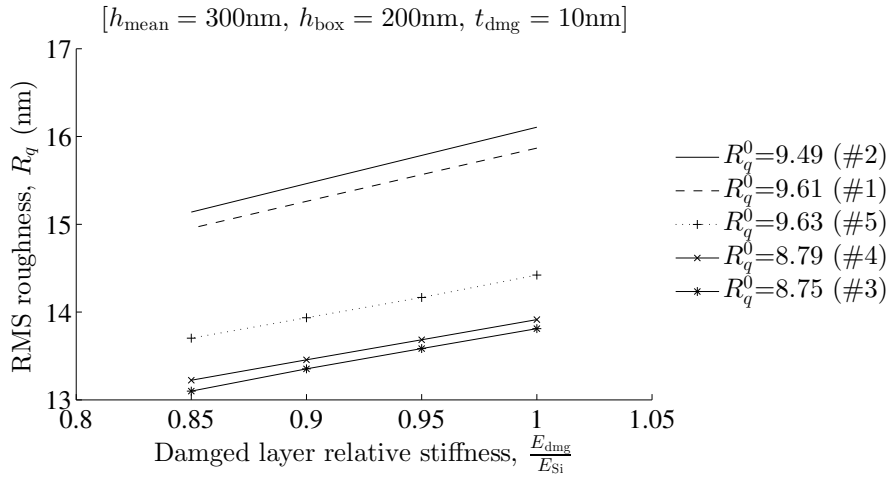 [h_mean = 300nm, h_box = 200nm, t_dmg = 10nm]
17
16
15
14
13
RMS roughness, R_q (nm)
0.8 0.85 0.9 0.95 1 1.05
Damged layer relative stiffness, E_dmg/E_Si
R_q^0=9.49 (#2)
R_q^0=9.61 (#1)
R_q^0=9.63 (#5)
R_q^0=8.79 (#4)
R_q^0=8.75 (#3)